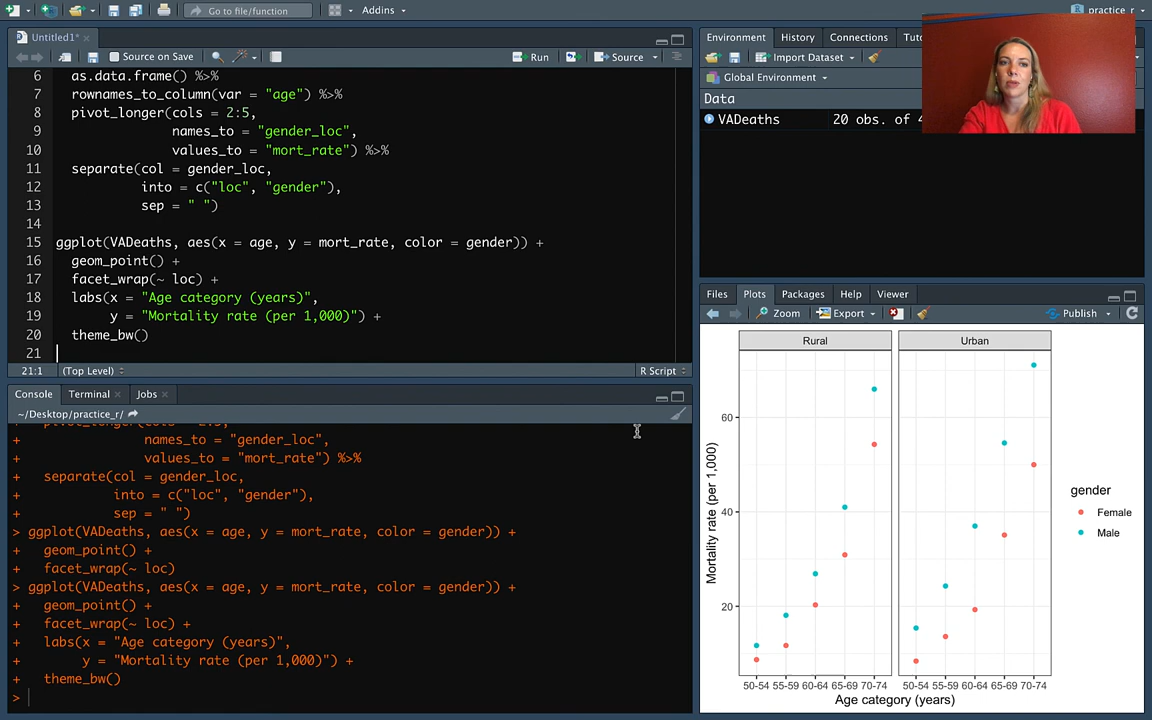 Go to file/function
Addins
practice_r
Untitled1*
Source on Save
Run
Source
6 as.data.frame() %>%
7 rownames_to_column(var = "age") %>%
8 pivot_longer(cols = 2:5,
9 names_to = "gender_loc",
10 values_to = "mort_rate") %>%
11 separate(col = gender_loc,
12 into = c("loc", "gender"),
13 sep = " ")
14
15 ggplot(VADeaths, aes(x = age, y = mort_rate, color = gender)) +
16 geom_point() +
17 facet_wrap(~ loc) +
18 labs(x = "Age category (years)",
19 y = "Mortality rate (per 1,000)") +
20 theme_bw()
21
21:1 (Top Level) R Script
Console Terminal Jobs
~/Desktop/practice_r/
+ names_to = "gender_loc",
+ values_to = "mort_rate") %>%
+ separate(col = gender_loc,
+ into = c("loc", "gender"),
+ sep = " ")
> ggplot(VADeaths, aes(x = age, y = mort_rate, color = gender)) +
+ geom_point() +
+ facet_wrap(~ loc)
> ggplot(VADeaths, aes(x = age, y = mort_rate, color = gender)) +
+ geom_point() +
+ facet_wrap(~ loc) +
+ labs(x = "Age category (years)",
+ y = "Mortality rate (per 1,000)") +
+ theme_bw()
>
Environment History Connections
Import Dataset
Global Environment
Data
VADeaths 20 obs. of
Files Plots Packages Help Viewer
Zoom Export Publish
Rural Urban
60
40
20
Mortality rate (per 1,000)
50-54 55-59 60-64 65-69 70-74 50-54 55-59 60-64 65-69 70-74
Age category (years)
gender
Female
Male